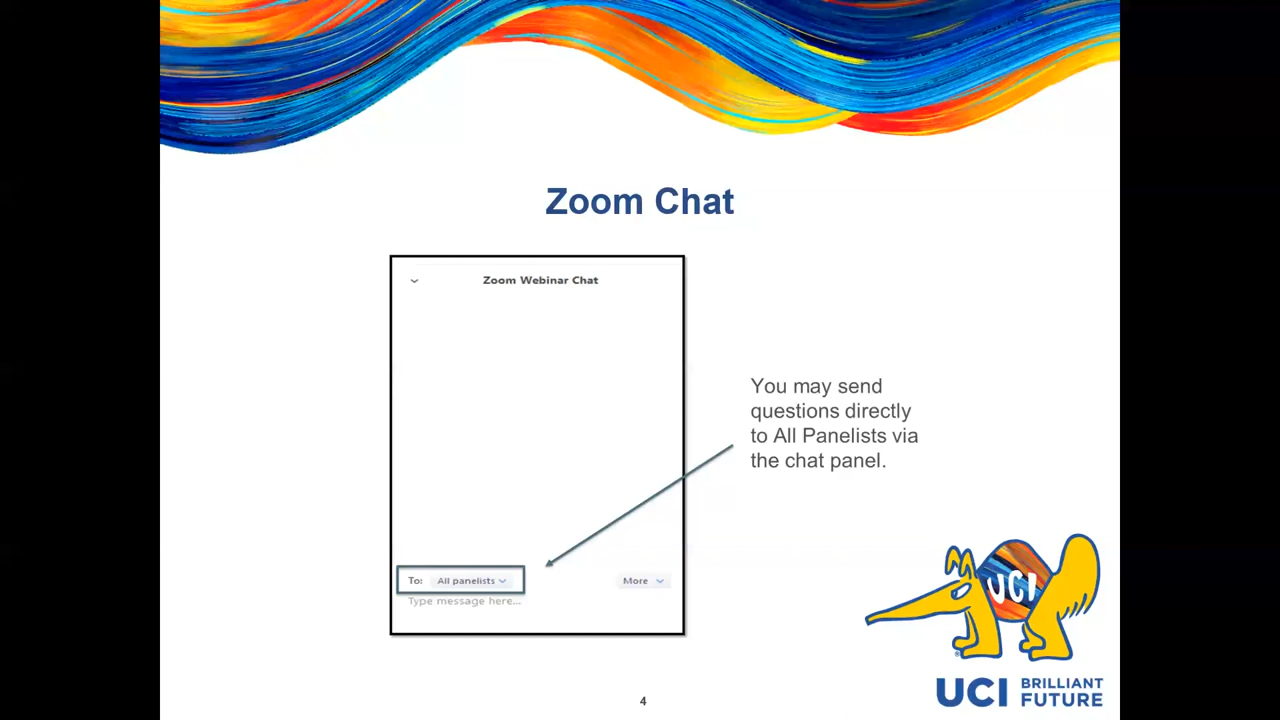 Zoom Chat
Zoom Webinar Chat
You may send
questions directly
to All Panelists via
the chat panel.
To: All panelists
More
Type message here...
UCI
UCI BRILLIANT
FUTURE
®
4